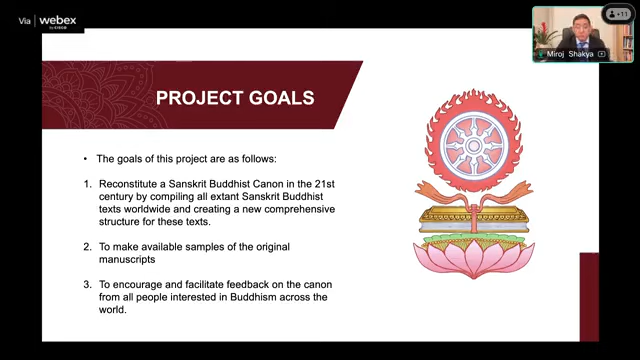 Via webex
by CISCO
+11
Miroj Shakya
PROJECT GOALS
• The goals of this project are as follows:
1. Reconstitute a Sanskrit Buddhist Canon in the 21st
century by compiling all extant Sanskrit Buddhist
texts worldwide and creating a new comprehensive
structure for these texts.
2. To make available samples of the original
manuscripts
3. To encourage and facilitate feedback on the canon
from all people interested in Buddhism across the
world.